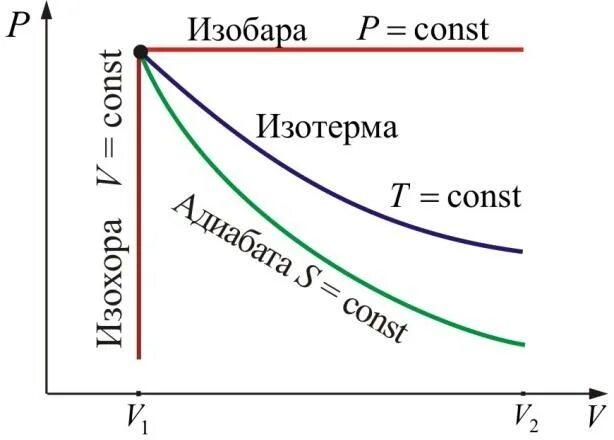 P
Изобара P = const
Изохора V = const
Изотерма
T = const
Адиабата S = const
V₁
V₂
V